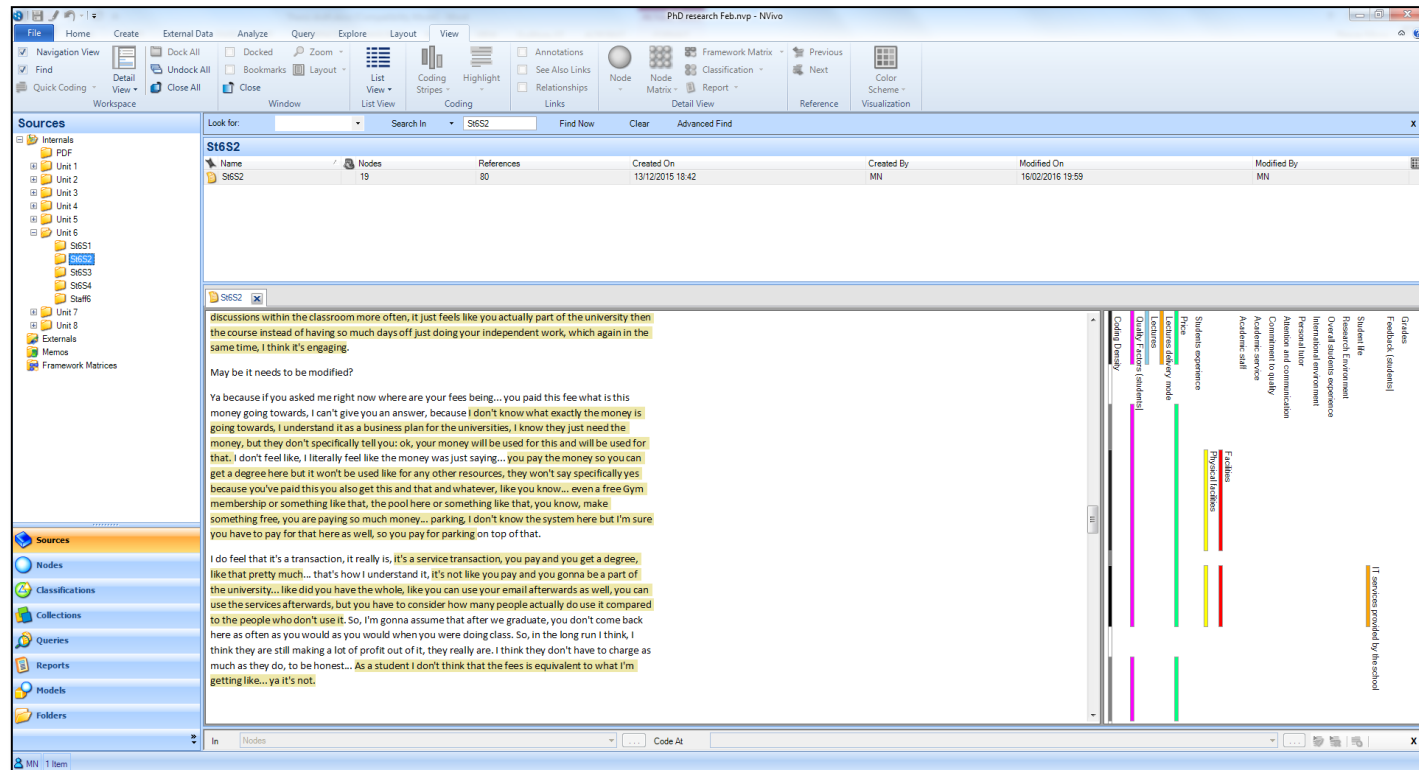 PhD research Feb.nvp - NVivo
File Home Create External Data Analyze Query Explore Layout View
Navigation View
Find
Quick Coding
Detail View
Dock All
Undock All
Close All
Workspace
Docked
Bookmarks
Close
Zoom
Layout
Window
List View
List View
Coding Stripes
Highlight
Coding
Annotations
See Also Links
Relationships
Links
Node
Node Matrix
Framework Matrix
Classification
Report
Detail View
Previous
Next
Reference
Color Scheme
Visualization
Sources
Internals
PDF
Unit 1
Unit 2
Unit 3
Unit 4
Unit 5
Unit 6
St6S1
St6S2
St6S3
St6S4
Staff6
Unit 7
Unit 8
Externals
Memos
Framework Matrices
Sources
Nodes
Classifications
Collections
Queries
Reports
Models
Folders
Look for: Search In St6S2 Find Now Clear Advanced Find x
St6S2
Name Nodes References Created On Created By Modified On Modified By
St6S2 19 80 13/12/2015 18:42 MN 16/02/2016 19:59 MN
St6S2
discussions within the classroom more often, it just feels like you actually part of the university then
the course instead of having so much days off just doing your independent work, which again in the
same time, I think it's engaging.
May be it needs to be modified?
Ya because if you asked me right now where are your fees being... you paid this fee what is this
money going towards, I can't give you an answer, because I don't know what exactly the money is
going towards, I understand it as a business plan for the universities, I know they just need the
money, but they don't specifically tell you: ok, your money will be used for this and will be used for
that. I don't feel like, I literally feel like the money was just saying... you pay the money so you can
get a degree here but it won't be used like for any other resources, they won't say specifically yes
because you've paid this you also get this and that and whatever, like you know... even a free Gym
membership or something like that, the pool here or something like that, you know, make
something free, you are paying so much money... parking, I don't know the system here but I'm sure
you have to pay for that here as well, so you pay for parking on top of that.
I do feel that it's a transaction, it really is, it's a service transaction, you pay and you get a degree,
like that pretty much... that's how I understand it, it's not like you pay and you gonna be a part of
the university... like did you have the whole, like you can use your email afterwards as well, you can
use the services afterwards, but you have to consider how many people actually do use it compared
to the people who don't use it. So, I'm gonna assume that after we graduate, you don't come back
here as often as you would as you would when you were doing class. So, in the long run I think, I
think they are still making a lot of profit out of it, they really are. I think they don't have to charge as
much as they do, to be honest... As a student I don't think that the fees is equivalent to what I'm
getting like... ya it's not.
Coding Density
Quality Factors (students)
Lectures
Lectures delivery mode
Price
Students experience
Physical facilities
Facilities
Academic staff
Academic service
Commitment to quality
Attention and communication
Personal tutor
International environment
Overall students experience
Research Environment
Student life
IT services provided by the school
Feedback (students)
Grades
In Nodes ... Code At ... x
MN 1 Item